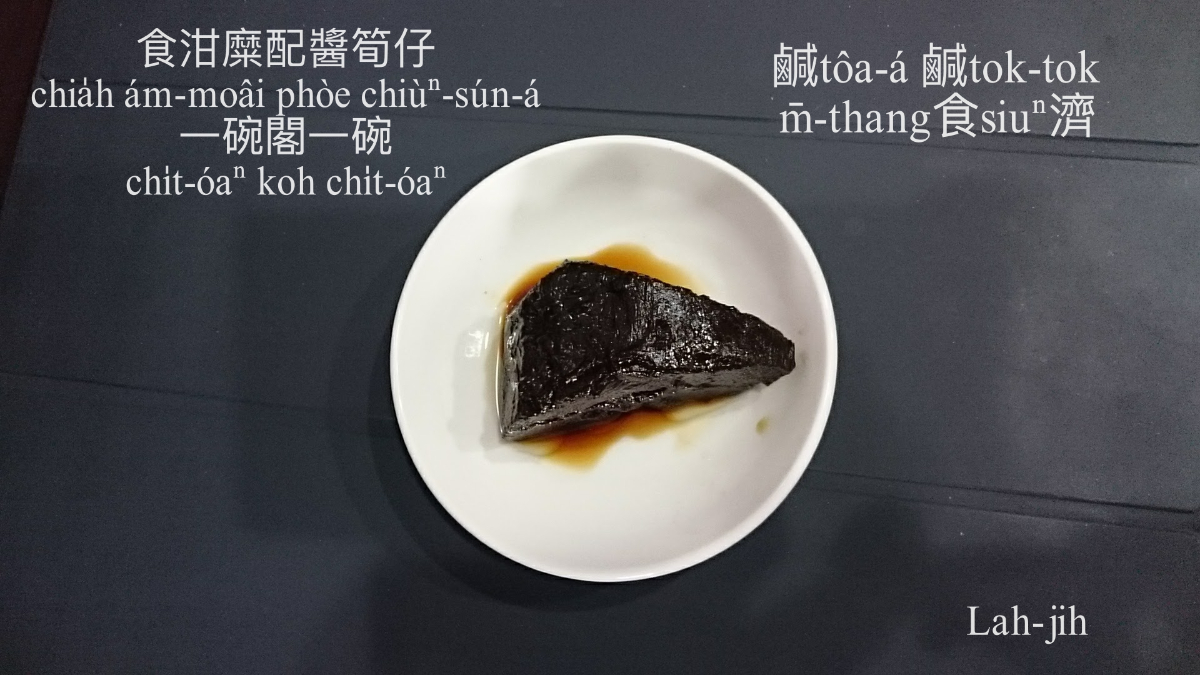 食泔糜配醬筍仔
chia̍h ám-moâi phòe chiùⁿ-sún-á
一碗閣一碗
chi̍t-óaⁿ koh chi̍t-óaⁿ
鹹tôa-á 鹹tok-tok
m̄-thang食siuⁿ濟
Lah-jih